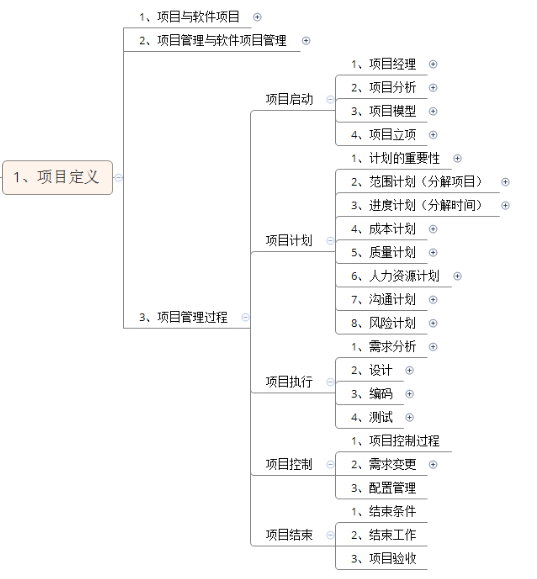 1、项目定义
1、项目与软件项目
2、项目管理与软件项目管理
3、项目管理过程
项目启动
1、项目经理
2、项目分析
3、项目模型
4、项目立项
项目计划
1、计划的重要性
2、范围计划（分解项目）
3、进度计划（分解时间）
4、成本计划
5、质量计划
6、人力资源计划
7、沟通计划
8、风险计划
项目执行
1、需求分析
2、设计
3、编码
4、测试
项目控制
1、项目控制过程
2、需求变更
3、配置管理
项目结束
1、结束条件
2、结束工作
3、项目验收